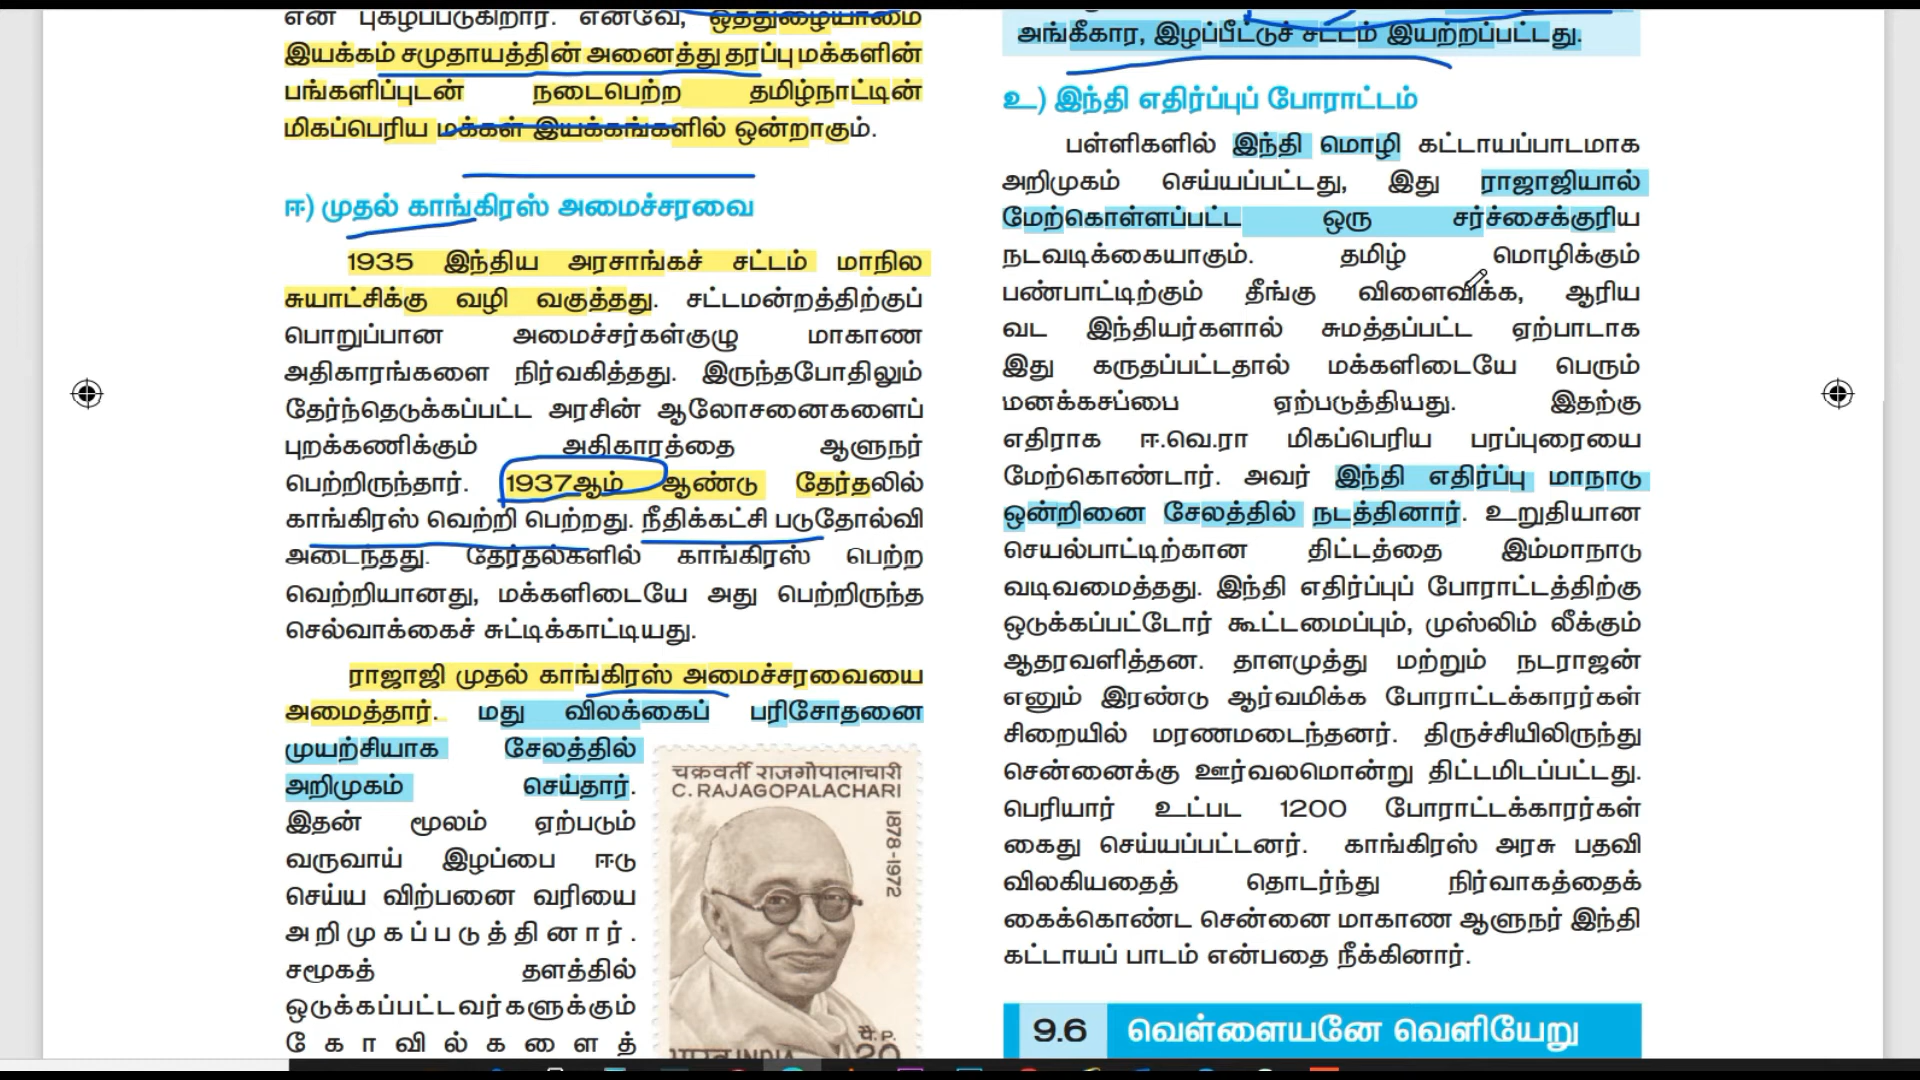 என புகழப்படுகிறார். எனவே, ஒத்துழையாமை
இயக்கம் சமுதாயத்தின் அனைத்து தரப்பு மக்களின்
பங்களிப்புடன் நடைபெற்ற தமிழ்நாட்டின்
மிகப்பெரிய மக்கள் இயக்கங்களில் ஒன்றாகும்.
ஈ) முதல் காங்கிரஸ் அமைச்சரவை
1935 இந்திய அரசாங்கச் சட்டம் மாநில
சுயாட்சிக்கு வழி வகுத்தது. சட்டமன்றத்திற்குப்
பொறுப்பான அமைச்சர்கள்குழு மாகாண
அதிகாரங்களை நிர்வகித்தது. இருந்தபோதிலும்
தேர்ந்தெடுக்கப்பட்ட அரசின் ஆலோசனைகளைப்
புறக்கணிக்கும் அதிகாரத்தை ஆளுநர்
பெற்றிருந்தார். 1937ஆம் ஆண்டு தேர்தலில்
காங்கிரஸ் வெற்றி பெற்றது. நீதிக்கட்சி படுதோல்வி
அடைந்தது. தேர்தல்களில் காங்கிரஸ் பெற்ற
வெற்றியானது, மக்களிடையே அது பெற்றிருந்த
செல்வாக்கைச் சுட்டிக்காட்டியது.
ராஜாஜி முதல் காங்கிரஸ் அமைச்சரவையை
அமைத்தார். மது விலக்கைப் பரிசோதனை
முயற்சியாக சேலத்தில்
அறிமுகம் செய்தார்.
இதன் மூலம் ஏற்படும்
வருவாய் இழப்பை ஈடு
செய்ய விற்பனை வரியை
அறிமுகப்படுத்தினார்.
சமூகத் தளத்தில்
ஒடுக்கப்பட்டவர்களுக்கும்
கோவில்களைத்
चक्रवर्ती राजगोपालाचारी
C. RAJAGOPALACHARI
1878-1972
पै. P.
20
भारत INDIA
அங்கீகார, இழப்பீட்டுச் சட்டம் இயற்றப்பட்டது.
உ) இந்தி எதிர்ப்புப் போராட்டம்
பள்ளிகளில் இந்தி மொழி கட்டாயப்பாடமாக
அறிமுகம் செய்யப்பட்டது, இது ராஜாஜியால்
மேற்கொள்ளப்பட்ட ஒரு சர்ச்சைக்குரிய
நடவடிக்கையாகும். தமிழ் மொழிக்கும்
பண்பாட்டிற்கும் தீங்கு விளைவிக்க, ஆரிய
வட இந்தியர்களால் சுமத்தப்பட்ட ஏற்பாடாக
இது கருதப்பட்டதால் மக்களிடையே பெரும்
மனக்கசப்பை ஏற்படுத்தியது. இதற்கு
எதிராக ஈ.வெ.ரா மிகப்பெரிய பரப்புரையை
மேற்கொண்டார். அவர் இந்தி எதிர்ப்பு மாநாடு
ஒன்றினை சேலத்தில் நடத்தினார். உறுதியான
செயல்பாட்டிற்கான திட்டத்தை இம்மாநாடு
வடிவமைத்தது. இந்தி எதிர்ப்புப் போராட்டத்திற்கு
ஒடுக்கப்பட்டோர் கூட்டமைப்பும், முஸ்லிம் லீக்கும்
ஆதரவளித்தன. தாளமுத்து மற்றும் நடராஜன்
எனும் இரண்டு ஆர்வமிக்க போராட்டக்காரர்கள்
சிறையில் மரணமடைந்தனர். திருச்சியிலிருந்து
சென்னைக்கு ஊர்வலமொன்று திட்டமிடப்பட்டது.
பெரியார் உட்பட 1200 போராட்டக்காரர்கள்
கைது செய்யப்பட்டனர். காங்கிரஸ் அரசு பதவி
விலகியதைத் தொடர்ந்து நிர்வாகத்தைக்
கைக்கொண்ட சென்னை மாகாண ஆளுநர் இந்தி
கட்டாயப் பாடம் என்பதை நீக்கினார்.
9.6 வெள்ளையனே வெளியேறு